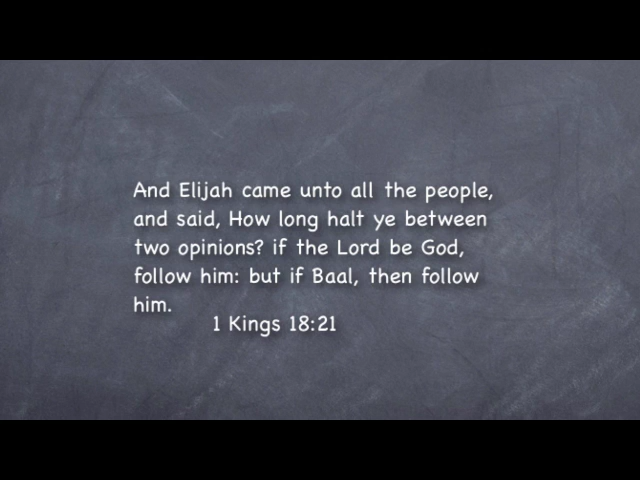 And Elijah came unto all the people,
and said, How long halt ye between
two opinions? if the Lord be God,
follow him: but if Baal, then follow
him.
1 Kings 18:21